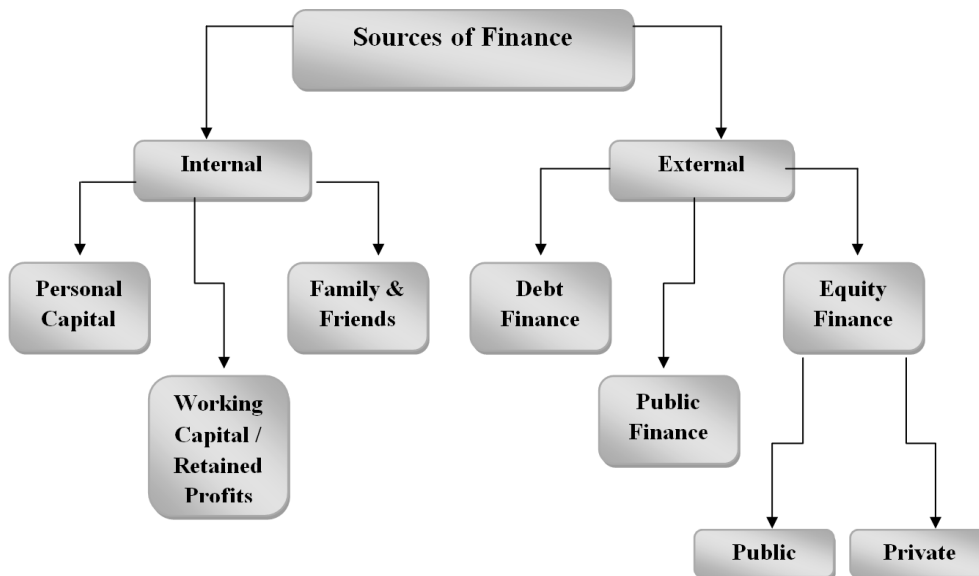 Sources of Finance
Internal
External
Personal
Capital
Family &
Friends
Debt
Finance
Equity
Finance
Working
Capital /
Retained
Profits
Public
Finance
Public
Private